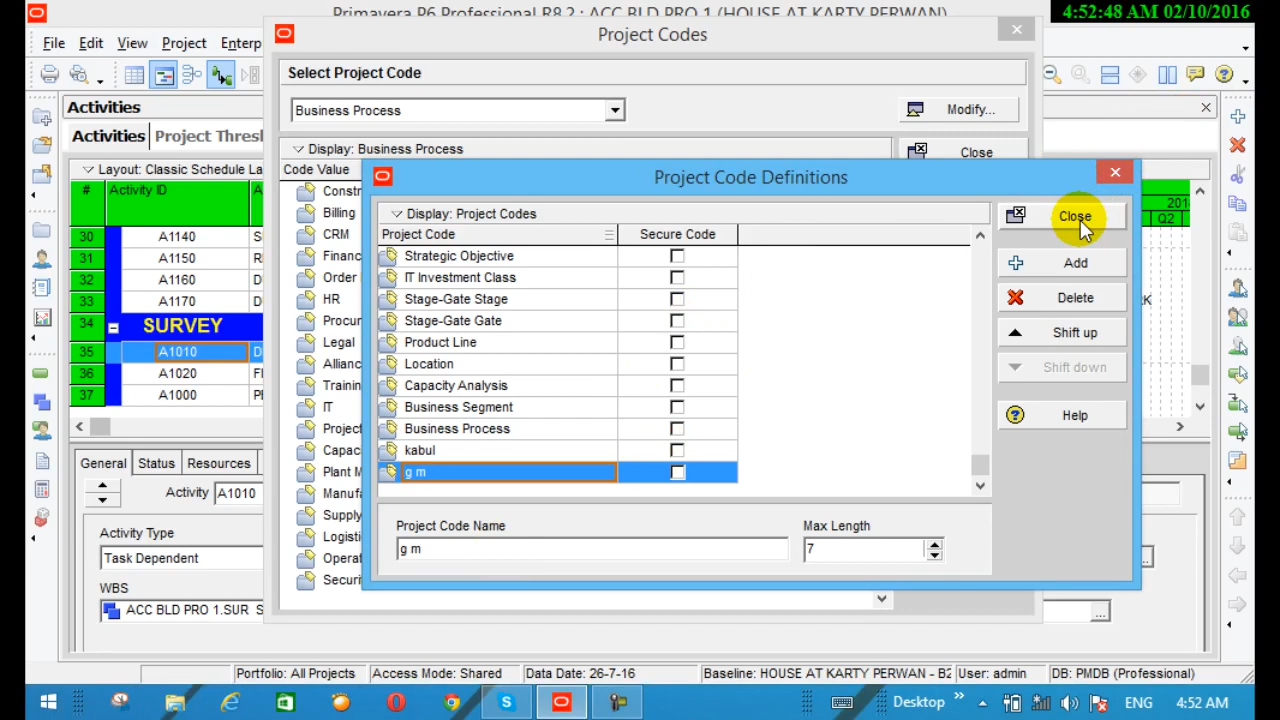 Primavera P6 Professional R8.2 : ACC BLD PRO 1 (HOUSE AT KARTY PERWAN)
4:52:48 AM 02/10/2016
File Edit View Project Enterp
Project Codes
Select Project Code
Business Process
Modify...
Display: Business Process
Close
Code Value
Constr
Billing
CRM
Financ
Order
HR
Procur
Legal
Allianc
Trainin
IT
Project
Capac
Plant M
Manufa
Supply
Logisti
Operat
Securi
Activities
Activities Project Thresh
Layout: Classic Schedule La
# Activity ID A
30 A1140 S
31 A1150 R
32 A1160 D
33 A1170 D
34 SURVEY
35 A1010 D
36 A1020 F
37 A1000 PE
201
Q2
K
Project Code Definitions
Display: Project Codes
Project Code Secure Code
Strategic Objective
IT Investment Class
Stage-Gate Stage
Stage-Gate Gate
Product Line
Location
Capacity Analysis
Business Segment
Business Process
kabul
g m
Close
Add
Delete
Shift up
Shift down
Help
Project Code Name
g m
Max Length
7
General Status Resources
Activity A1010
Activity Type
Task Dependent
WBS
ACC BLD PRO 1.SUR S
Portfolio: All Projects Access Mode: Shared Data Date: 26-7-16 Baseline: HOUSE AT KARTY PERWAN - B2 User: admin DB: PMDB (Professional)
Desktop ENG 4:52 AM